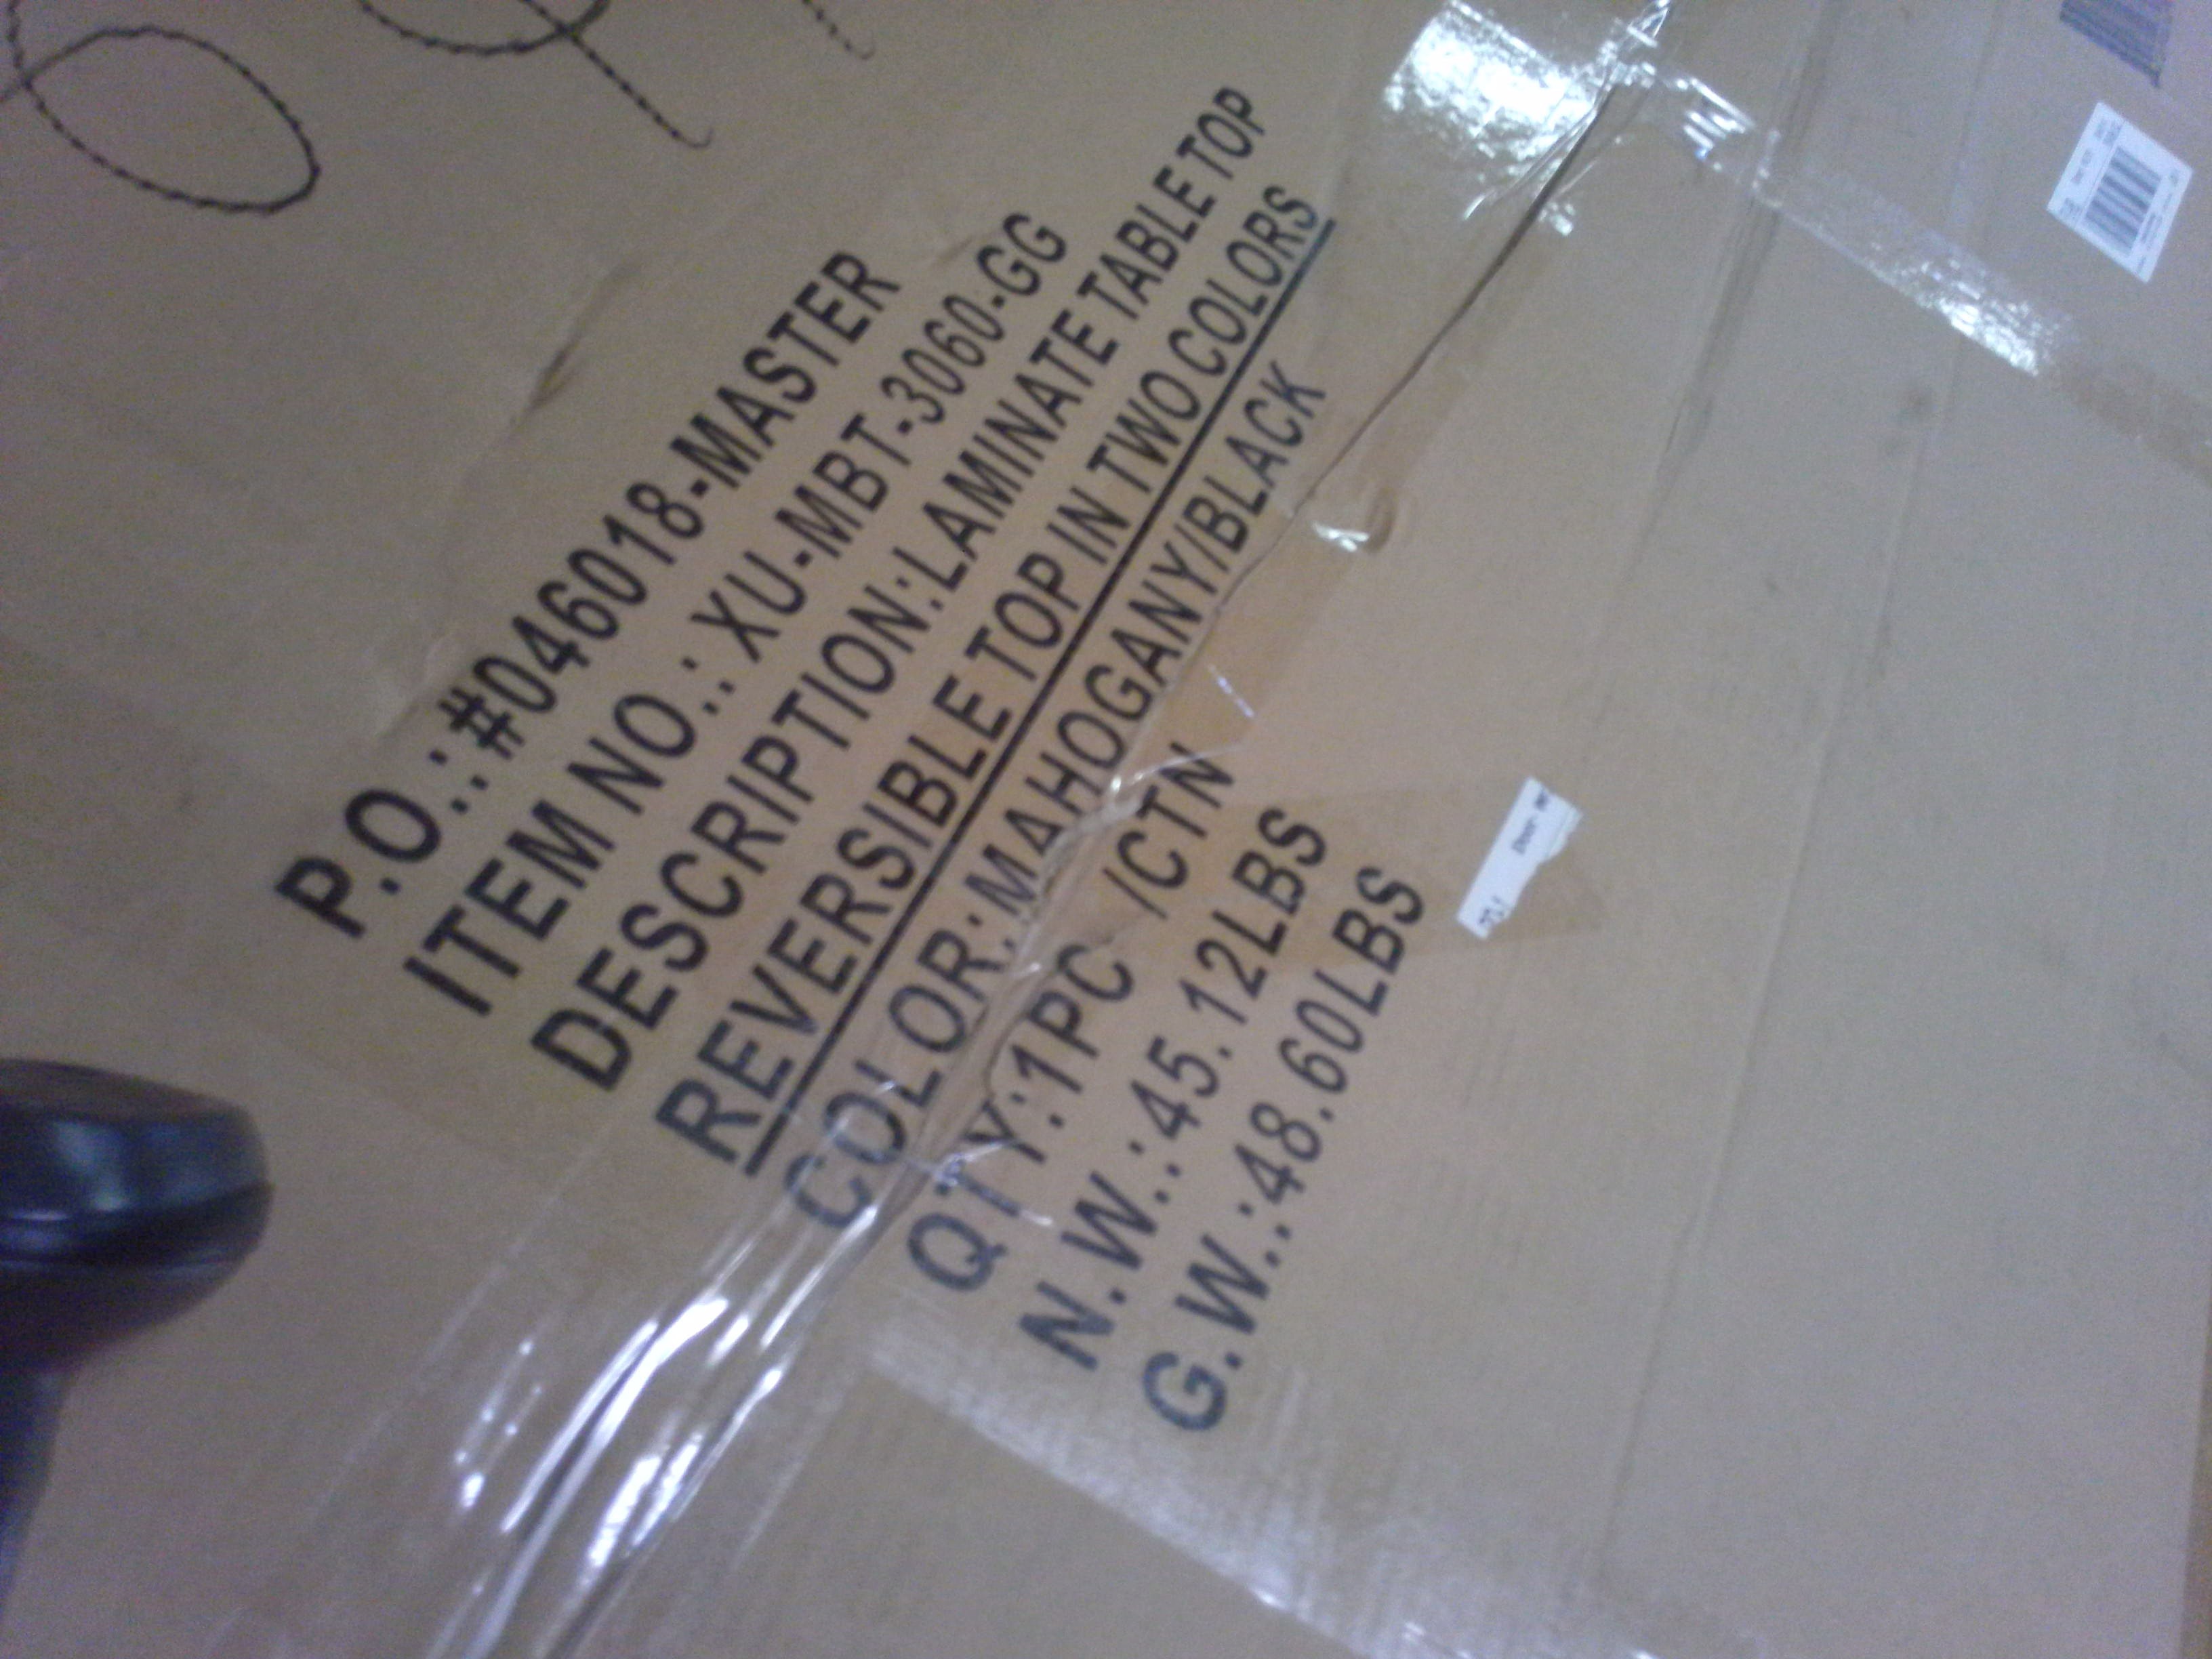 P.O.:#046018-MASTER
ITEM NO.: XU-MBT-3060-GG
DESCRIPTION:LAMINATE TABLE TOP
REVERSIBLE TOP IN TWO COLORS
COLOR:MAHOGANY/BLACK
QTY:1PC /CTN
N.W.:45.12LBS
G.W.:48.60LBS